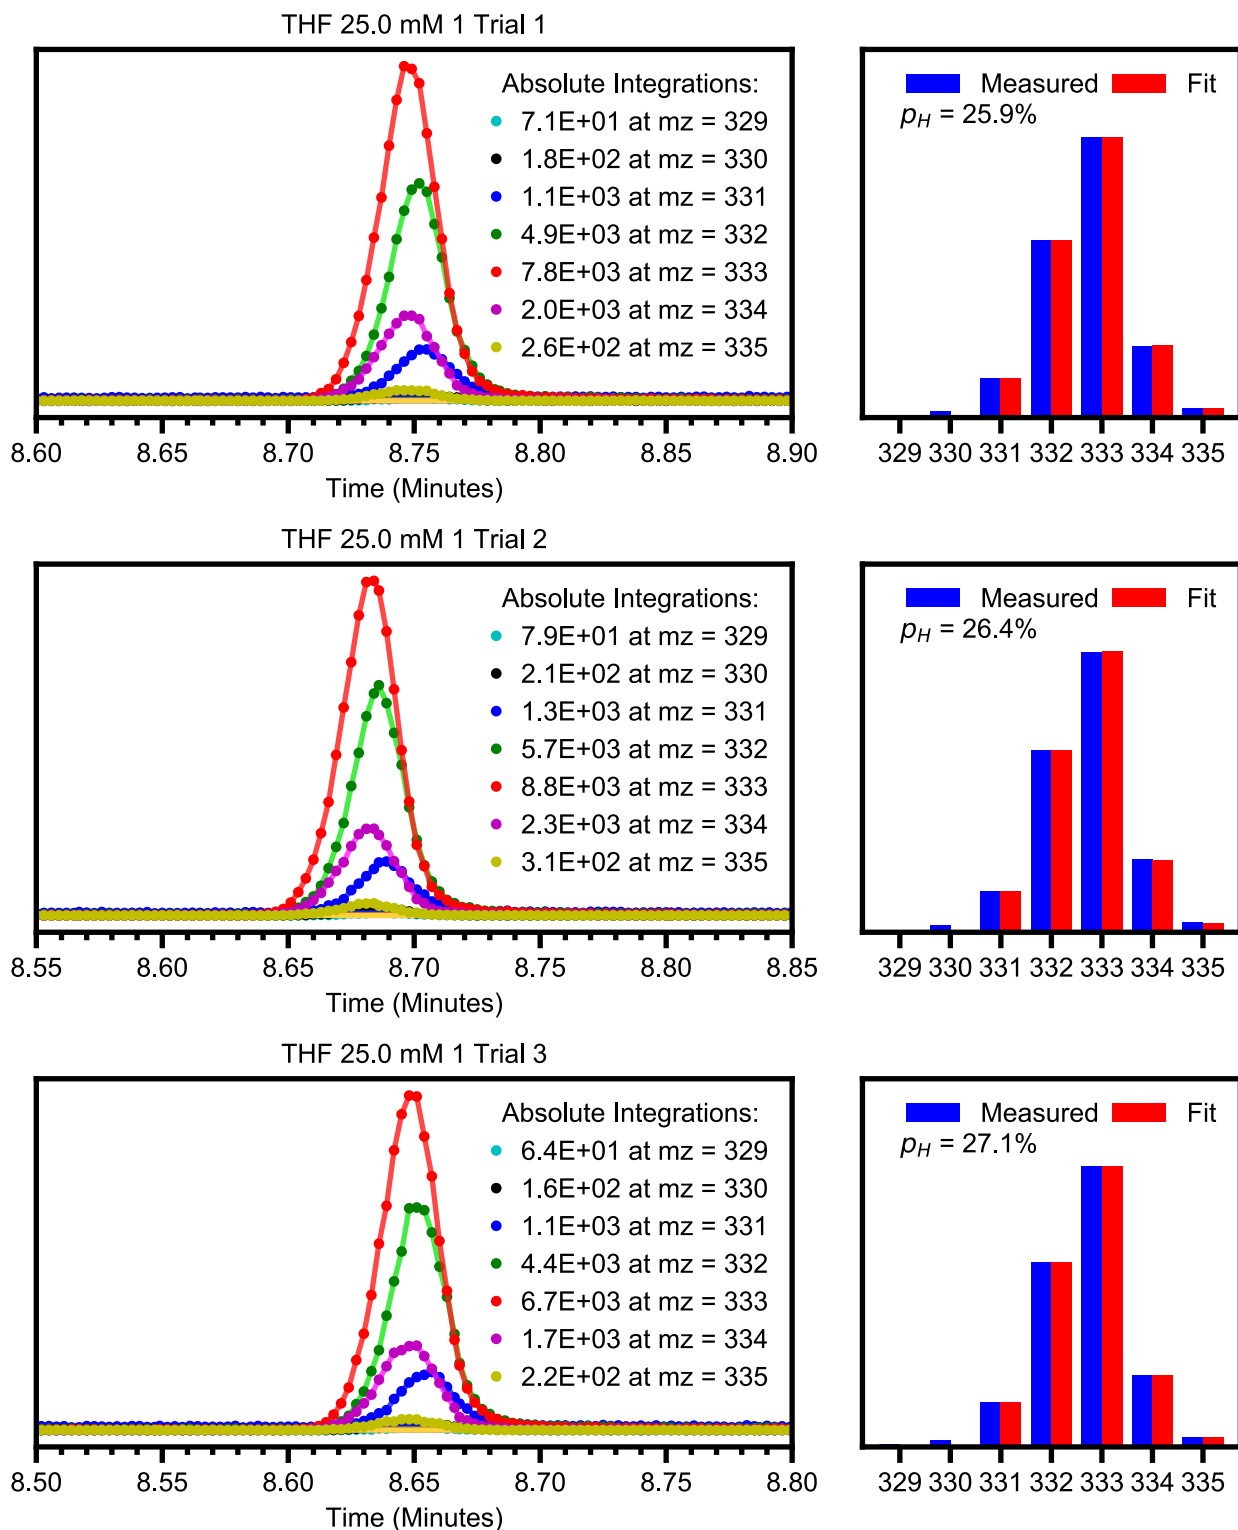 THF 25.0 mM 1 Trial 1
Absolute Integrations:
7.1E+01 at mz = 329
1.8E+02 at mz = 330
1.1E+03 at mz = 331
4.9E+03 at mz = 332
7.8E+03 at mz = 333
2.0E+03 at mz = 334
2.6E+02 at mz = 335
8.60 8.70 8.75 8.80 8.85 8.90
Time (Minutes)
Measured Fit
pH = 25.9%
329 330 331 332 333 334 335
THF 25.0 mM 1 Trial 2
Absolute Integrations:
7.9E+01 at mz = 329
2.1E+02 at mz = 330
1.3E+03 at mz = 331
5.7E+03 at mz = 332
8.8E+03 at mz = 333
2.3E+03 at mz = 334
3.1E+02 at mz = 335
8.55 8.60 8.65 8.70 8.80 8.85
Time (Minutes)
Measured Fit
pH = 26.4%
329 330 331 332 333 334 335
THF 25.0 mM 1 Trial 3
Absolute Integrations:
6.4E+01 at mz = 329
1.6E+02 at mz = 330
1.1E+03 at mz = 331
4.4E+03 at mz = 332
6.7E+03 at mz = 333
1.7E+03 at mz = 334
2.2E+02 at mz = 335
8.50 8.55 8.60 8.65 8.70 8.75 8.80
Time (Minutes)
Measured Fit
pH = 27.1%
329 330 331 332 333 334 335